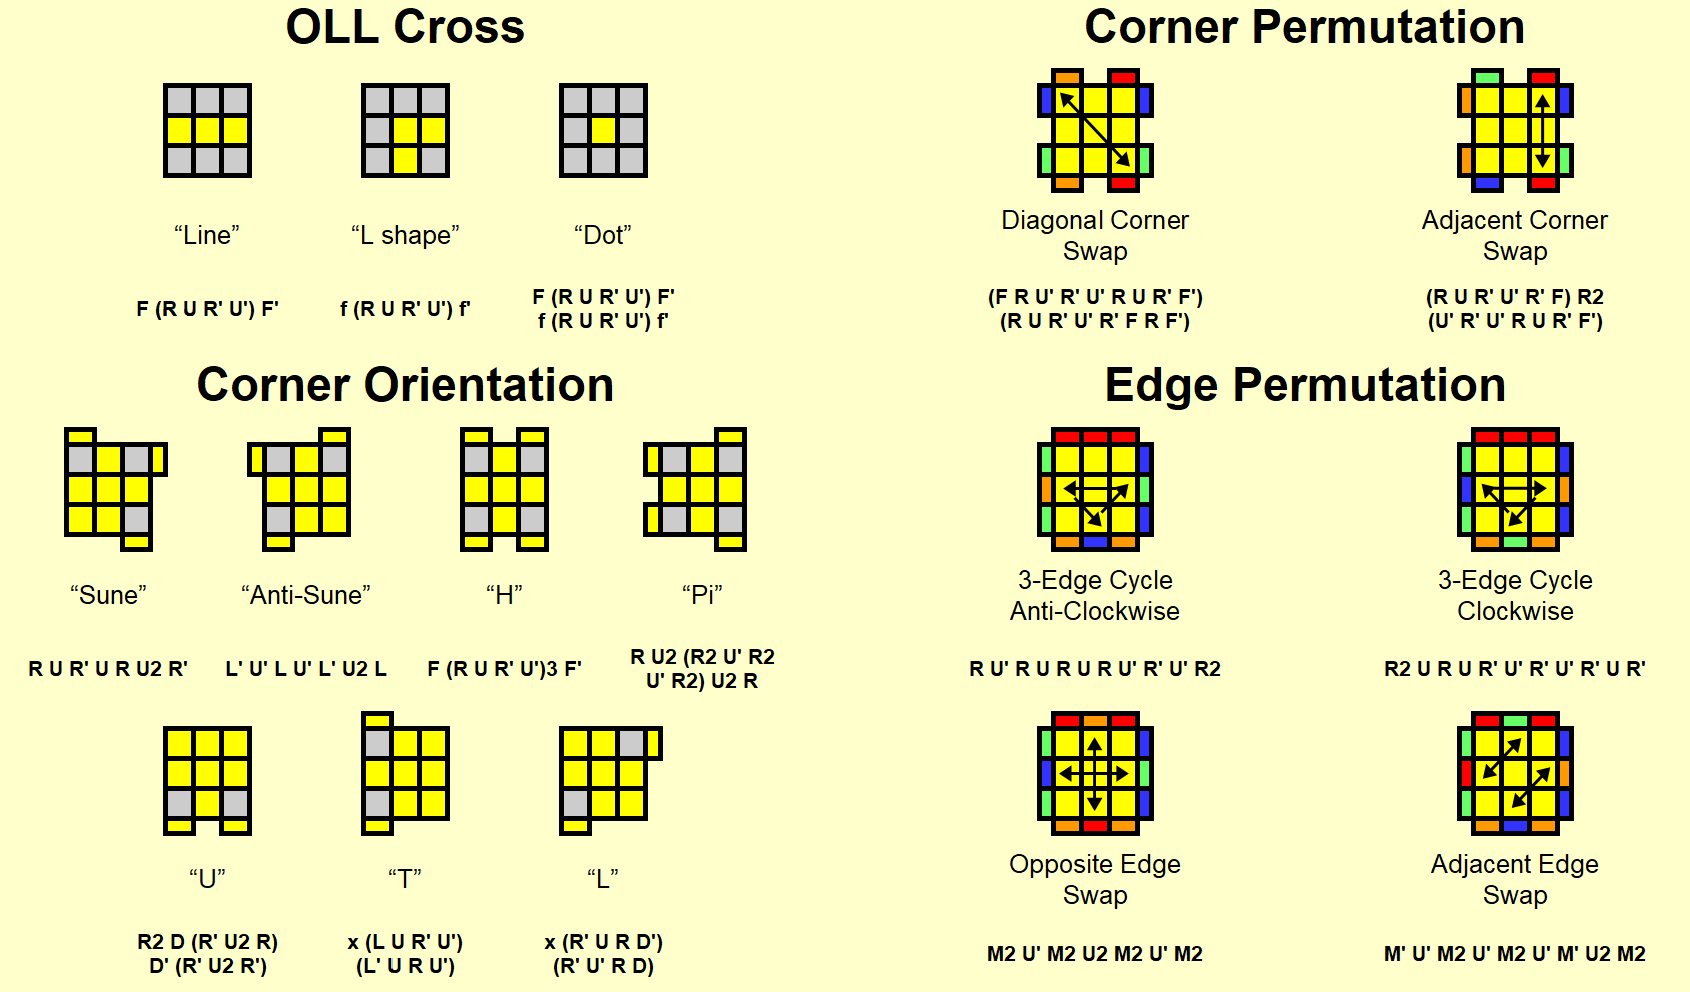 OLL Cross
“Line”
“L shape”
“Dot”
F (R U R' U') F'
f (R U R' U') f'
F (R U R' U') F'
f (R U R' U') f'
Corner Permutation
Diagonal Corner
Swap
Adjacent Corner
Swap
(F R U' R' U' R U R' F')
(R U R' U' R' F R F')
(R U R' U' R' F) R2
(U' R' U' R U R' F')
Corner Orientation
“Sune”
“Anti-Sune”
“H”
“Pi”
R U R' U R U2 R'
L' U' L U' L' U2 L
F (R U R' U')3 F'
R U2 (R2 U' R2
U' R2) U2 R
“U”
“T”
“L”
R2 D (R' U2 R)
D' (R' U2 R')
x (L U R' U')
(L' U R U')
x (R' U R D')
(R' U' R D)
Edge Permutation
3-Edge Cycle
Anti-Clockwise
3-Edge Cycle
Clockwise
R U' R U R U R U' R' U' R2
R2 U R U R' U' R' U' R' U R'
Opposite Edge
Swap
Adjacent Edge
Swap
M2 U' M2 U2 M2 U' M2
M' U' M2 U' M2 U' M' U2 M2